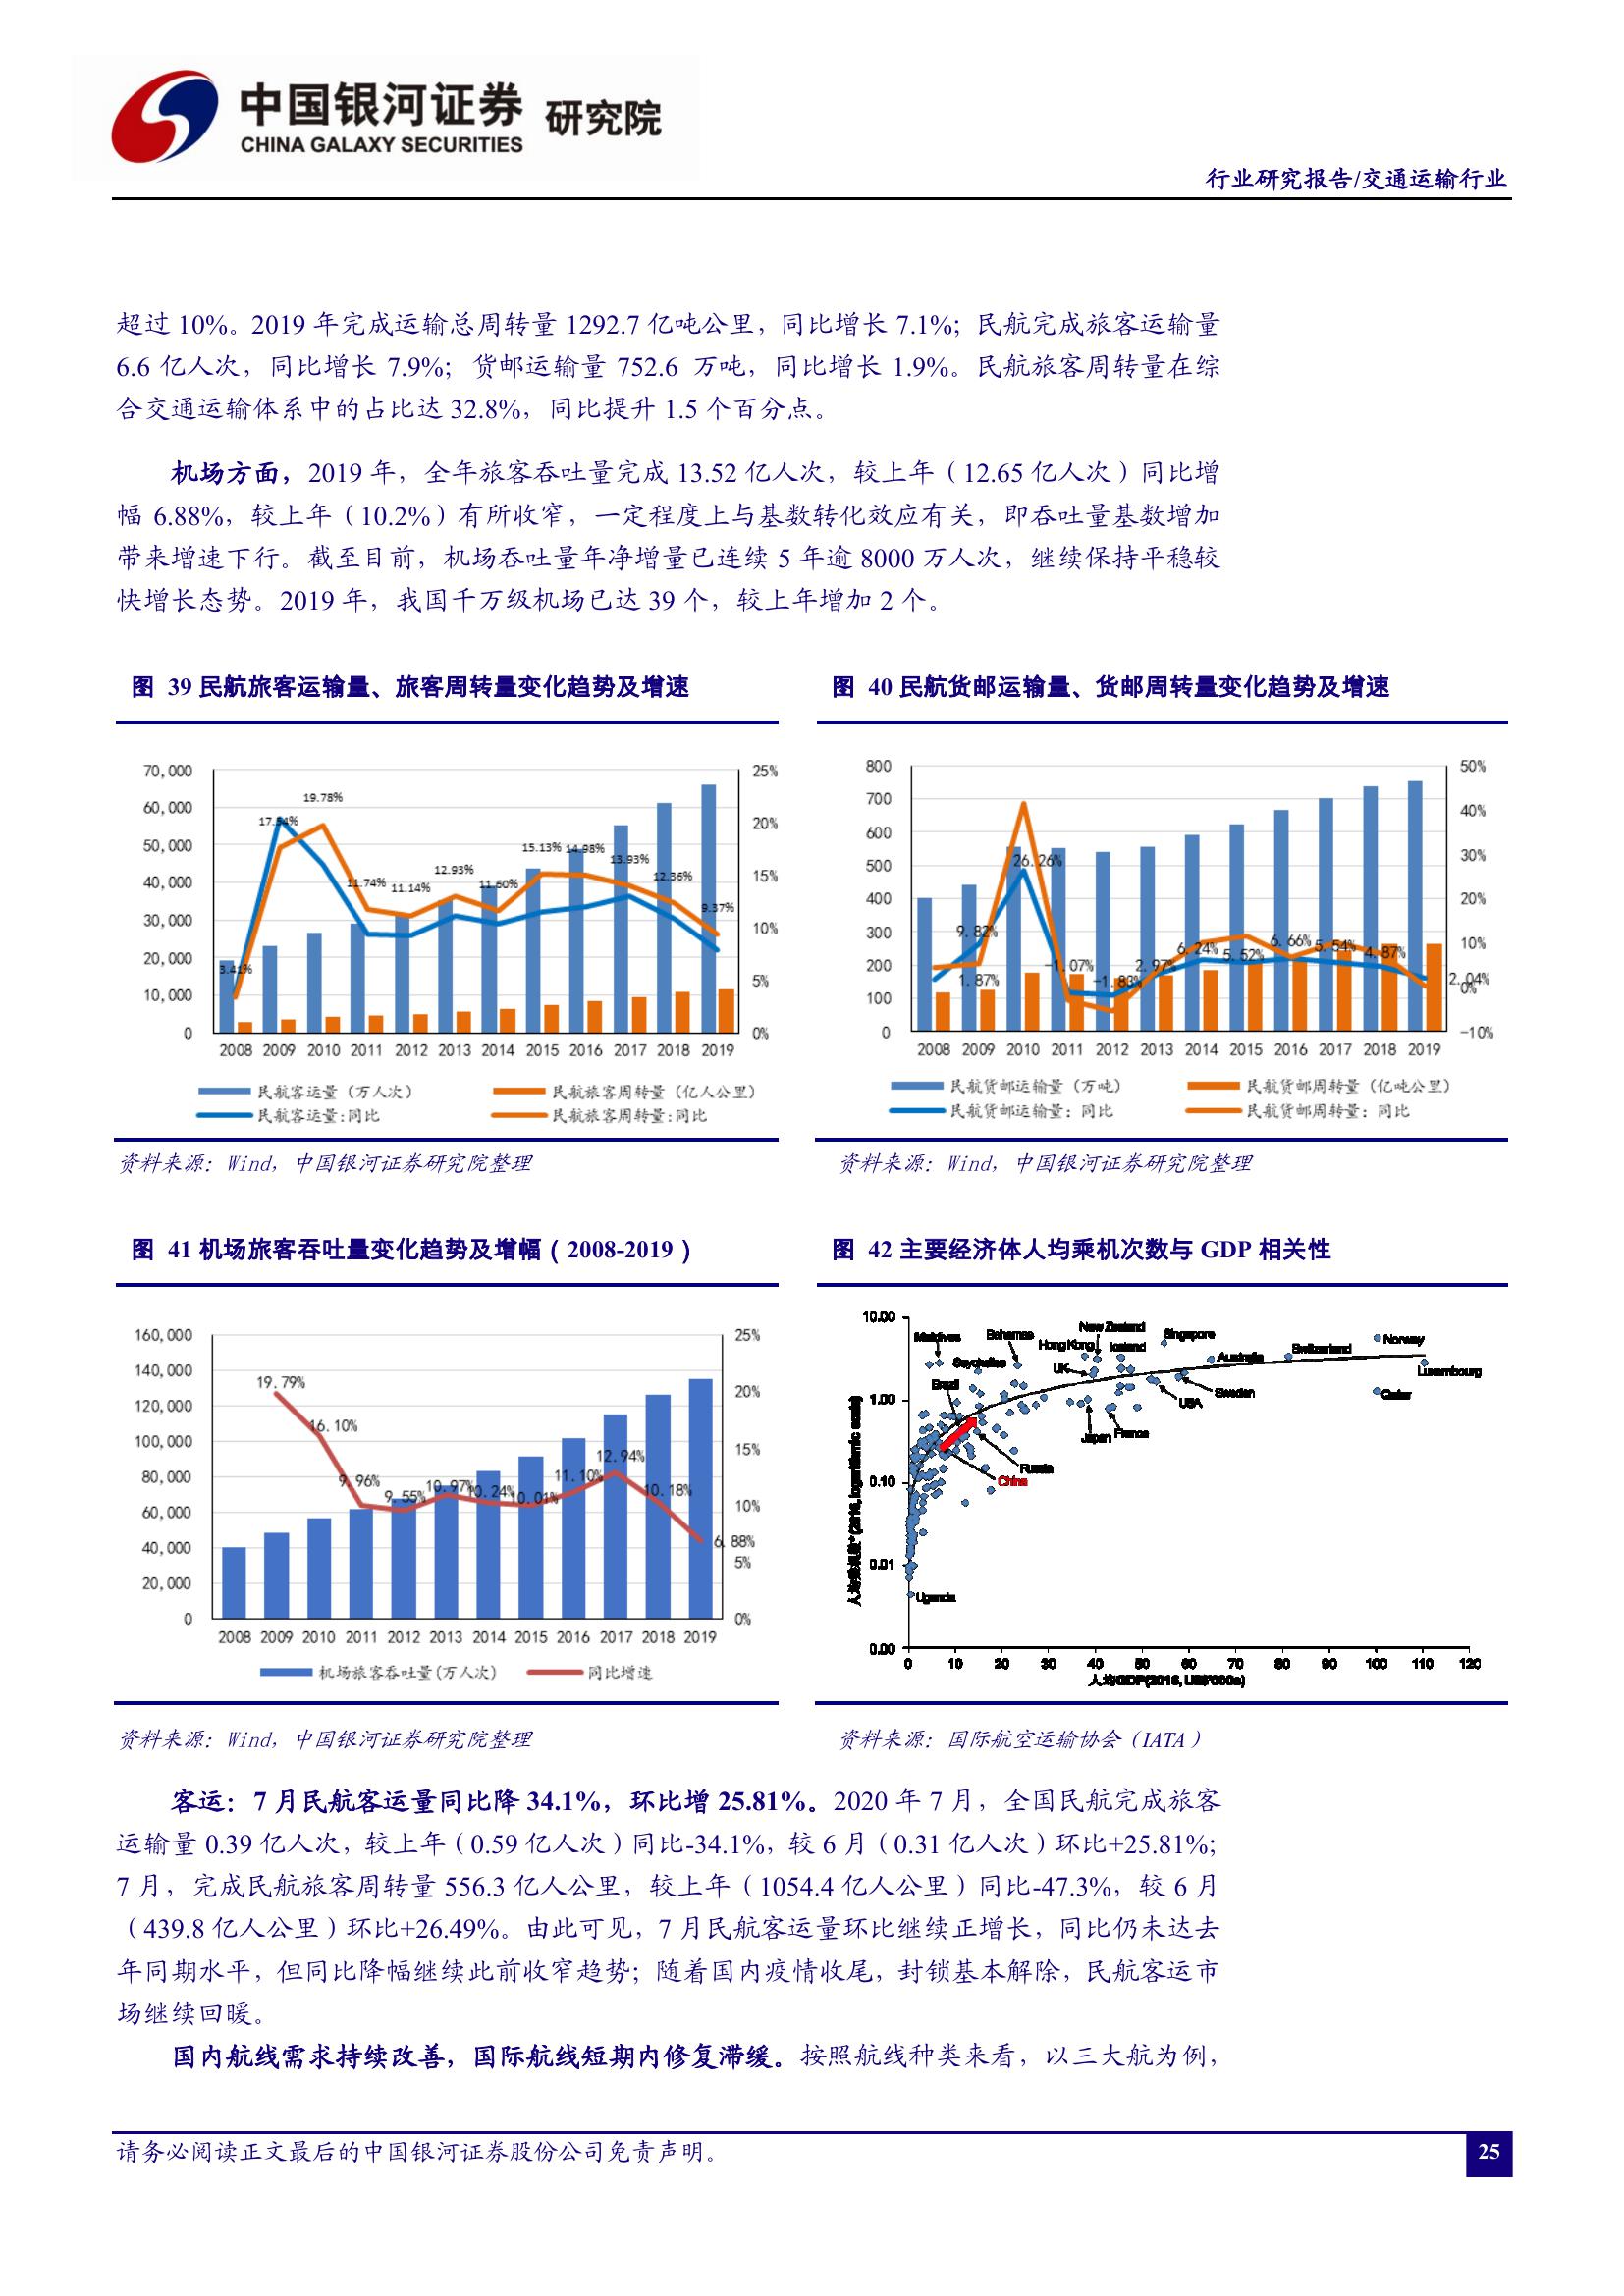 中国银河证券 研究院
CHINA GALAXY SECURITIES
行业研究报告/交通运输行业
超过 10%。2019 年完成运输总周转量 1292.7 亿吨公里，同比增长 7.1%；民航完成旅客运输量
6.6 亿人次，同比增长 7.9%；货邮运输量 752.6 万吨，同比增长 1.9%。民航旅客周转量在综
合交通运输体系中的占比达 32.8%，同比提升 1.5 个百分点。
机场方面，2019 年，全年旅客吞吐量完成 13.52 亿人次，较上年（12.65 亿人次）同比增
幅 6.88%，较上年（10.2%）有所收窄，一定程度上与基数转化效应有关，即吞吐量基数增加
带来增速下行。截至目前，机场吞吐量年净增量已连续 5 年逾 8000 万人次，继续保持平稳较
快增长态势。2019 年，我国千万级机场已达 39 个，较上年增加 2 个。
图 39 民航旅客运输量、旅客周转量变化趋势及增速
70,000
60,000
50,000
40,000
30,000
20,000
10,000
0
25%
20%
15%
10%
5%
0%
3.41%
17.54%
19.78%
11.74%
11.14%
12.93%
11.60%
15.13%
14.98%
13.93%
12.36%
9.37%
2008 2009 2010 2011 2012 2013 2014 2015 2016 2017 2018 2019
民航客运量（万人次） 民航旅客周转量（亿人公里）
民航客运量:同比 民航旅客周转量:同比
资料来源：Wind，中国银河证券研究院整理
图 40 民航货邮运输量、货邮周转量变化趋势及增速
800
700
600
500
400
300
200
100
0
50%
40%
30%
20%
10%
0%
-10%
1.87%
9.82%
26.26%
-1.07%
-1.83%
2.97%
6.24%
5.52%
6.66%
5.54%
4.87%
2.04%
2008 2009 2010 2011 2012 2013 2014 2015 2016 2017 2018 2019
民航货邮运输量（万吨） 民航货邮周转量（亿吨公里）
民航货邮运输量：同比 民航货邮周转量：同比
资料来源：Wind，中国银河证券研究院整理
图 41 机场旅客吞吐量变化趋势及增幅（2008-2019）
160,000
140,000
120,000
100,000
80,000
60,000
40,000
20,000
0
25%
20%
15%
10%
5%
0%
19.79%
16.10%
9.96%
9.55%
10.97%
10.24%
10.01%
11.10%
12.94%
10.18%
6.88%
2008 2009 2010 2011 2012 2013 2014 2015 2016 2017 2018 2019
机场旅客吞吐量(万人次) 同比增速
资料来源：Wind，中国银河证券研究院整理
图 42 主要经济体人均乘机次数与 GDP 相关性
10.00
1.00
0.10
0.01
0.00
人均乘机数* (2016, logarithmic scale)
Maldives
Bahamas
Seychelles
Brazil
New Zealand
Hong Kong
Iceland
UK
Singapore
Australia
Switzerland
Norway
Luxembourg
Qatar
Sweden
USA
Japan
France
Russia
China
Uganda
0 10 20 30 40 50 60 70 80 90 100 110 120
人均GDP(2016, US$'000s)
资料来源：国际航空运输协会（IATA）
客运：7 月民航客运量同比降 34.1%，环比增 25.81%。2020 年 7 月，全国民航完成旅客
运输量 0.39 亿人次，较上年（0.59 亿人次）同比-34.1%，较 6 月（0.31 亿人次）环比+25.81%；
7 月，完成民航旅客周转量 556.3 亿人公里，较上年（1054.4 亿人公里）同比-47.3%，较 6 月
（439.8 亿人公里）环比+26.49%。由此可见，7 月民航客运量环比继续正增长，同比仍未达去
年同期水平，但同比降幅继续此前收窄趋势；随着国内疫情收尾，封锁基本解除，民航客运市
场继续回暖。
国内航线需求持续改善，国际航线短期内修复滞缓。按照航线种类来看，以三大航为例，
请务必阅读正文最后的中国银河证券股份公司免责声明。
25